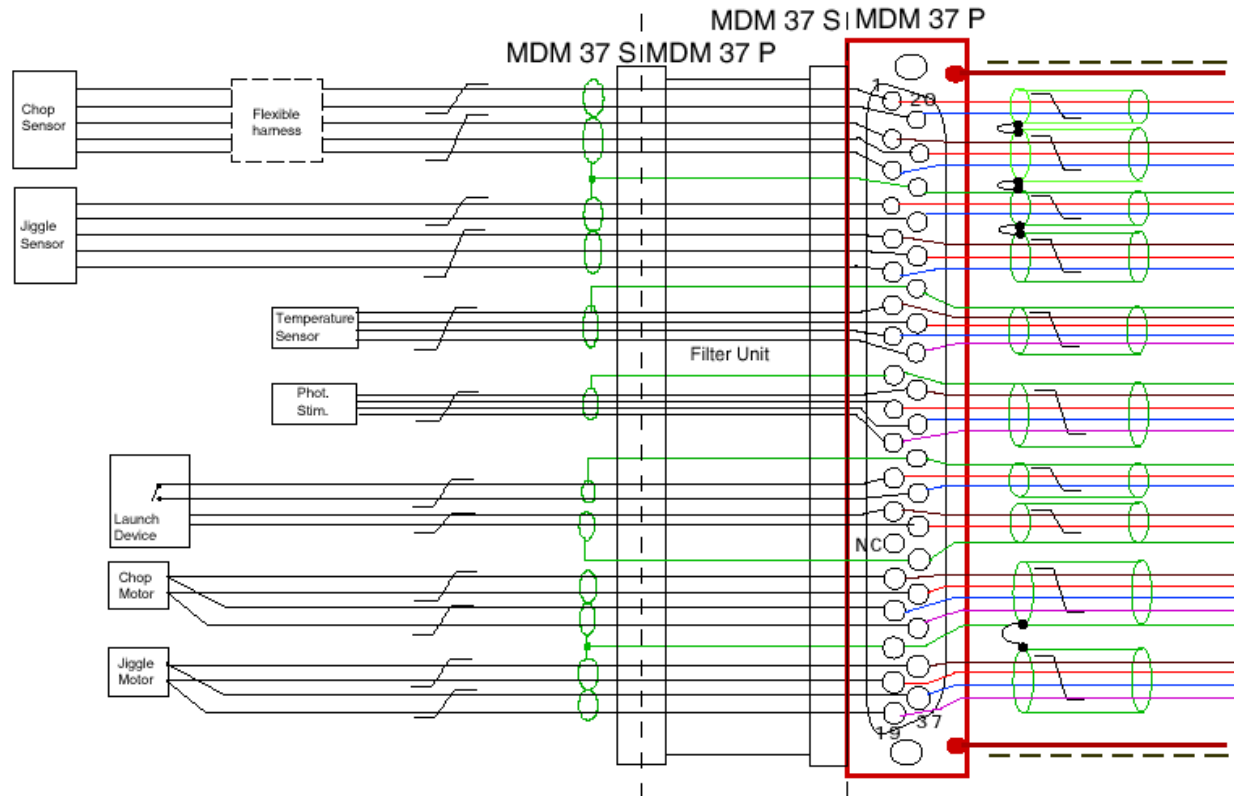 MDM 37 S MDM 37 P
MDM 37 S MDM 37 P
1
20
Chop
Sensor
Flexible
harness
Jiggle
Sensor
Temperature
Sensor
Filter Unit
Phot.
Stim.
Launch
Device
NC
Chop
Motor
Jiggle
Motor
37
19